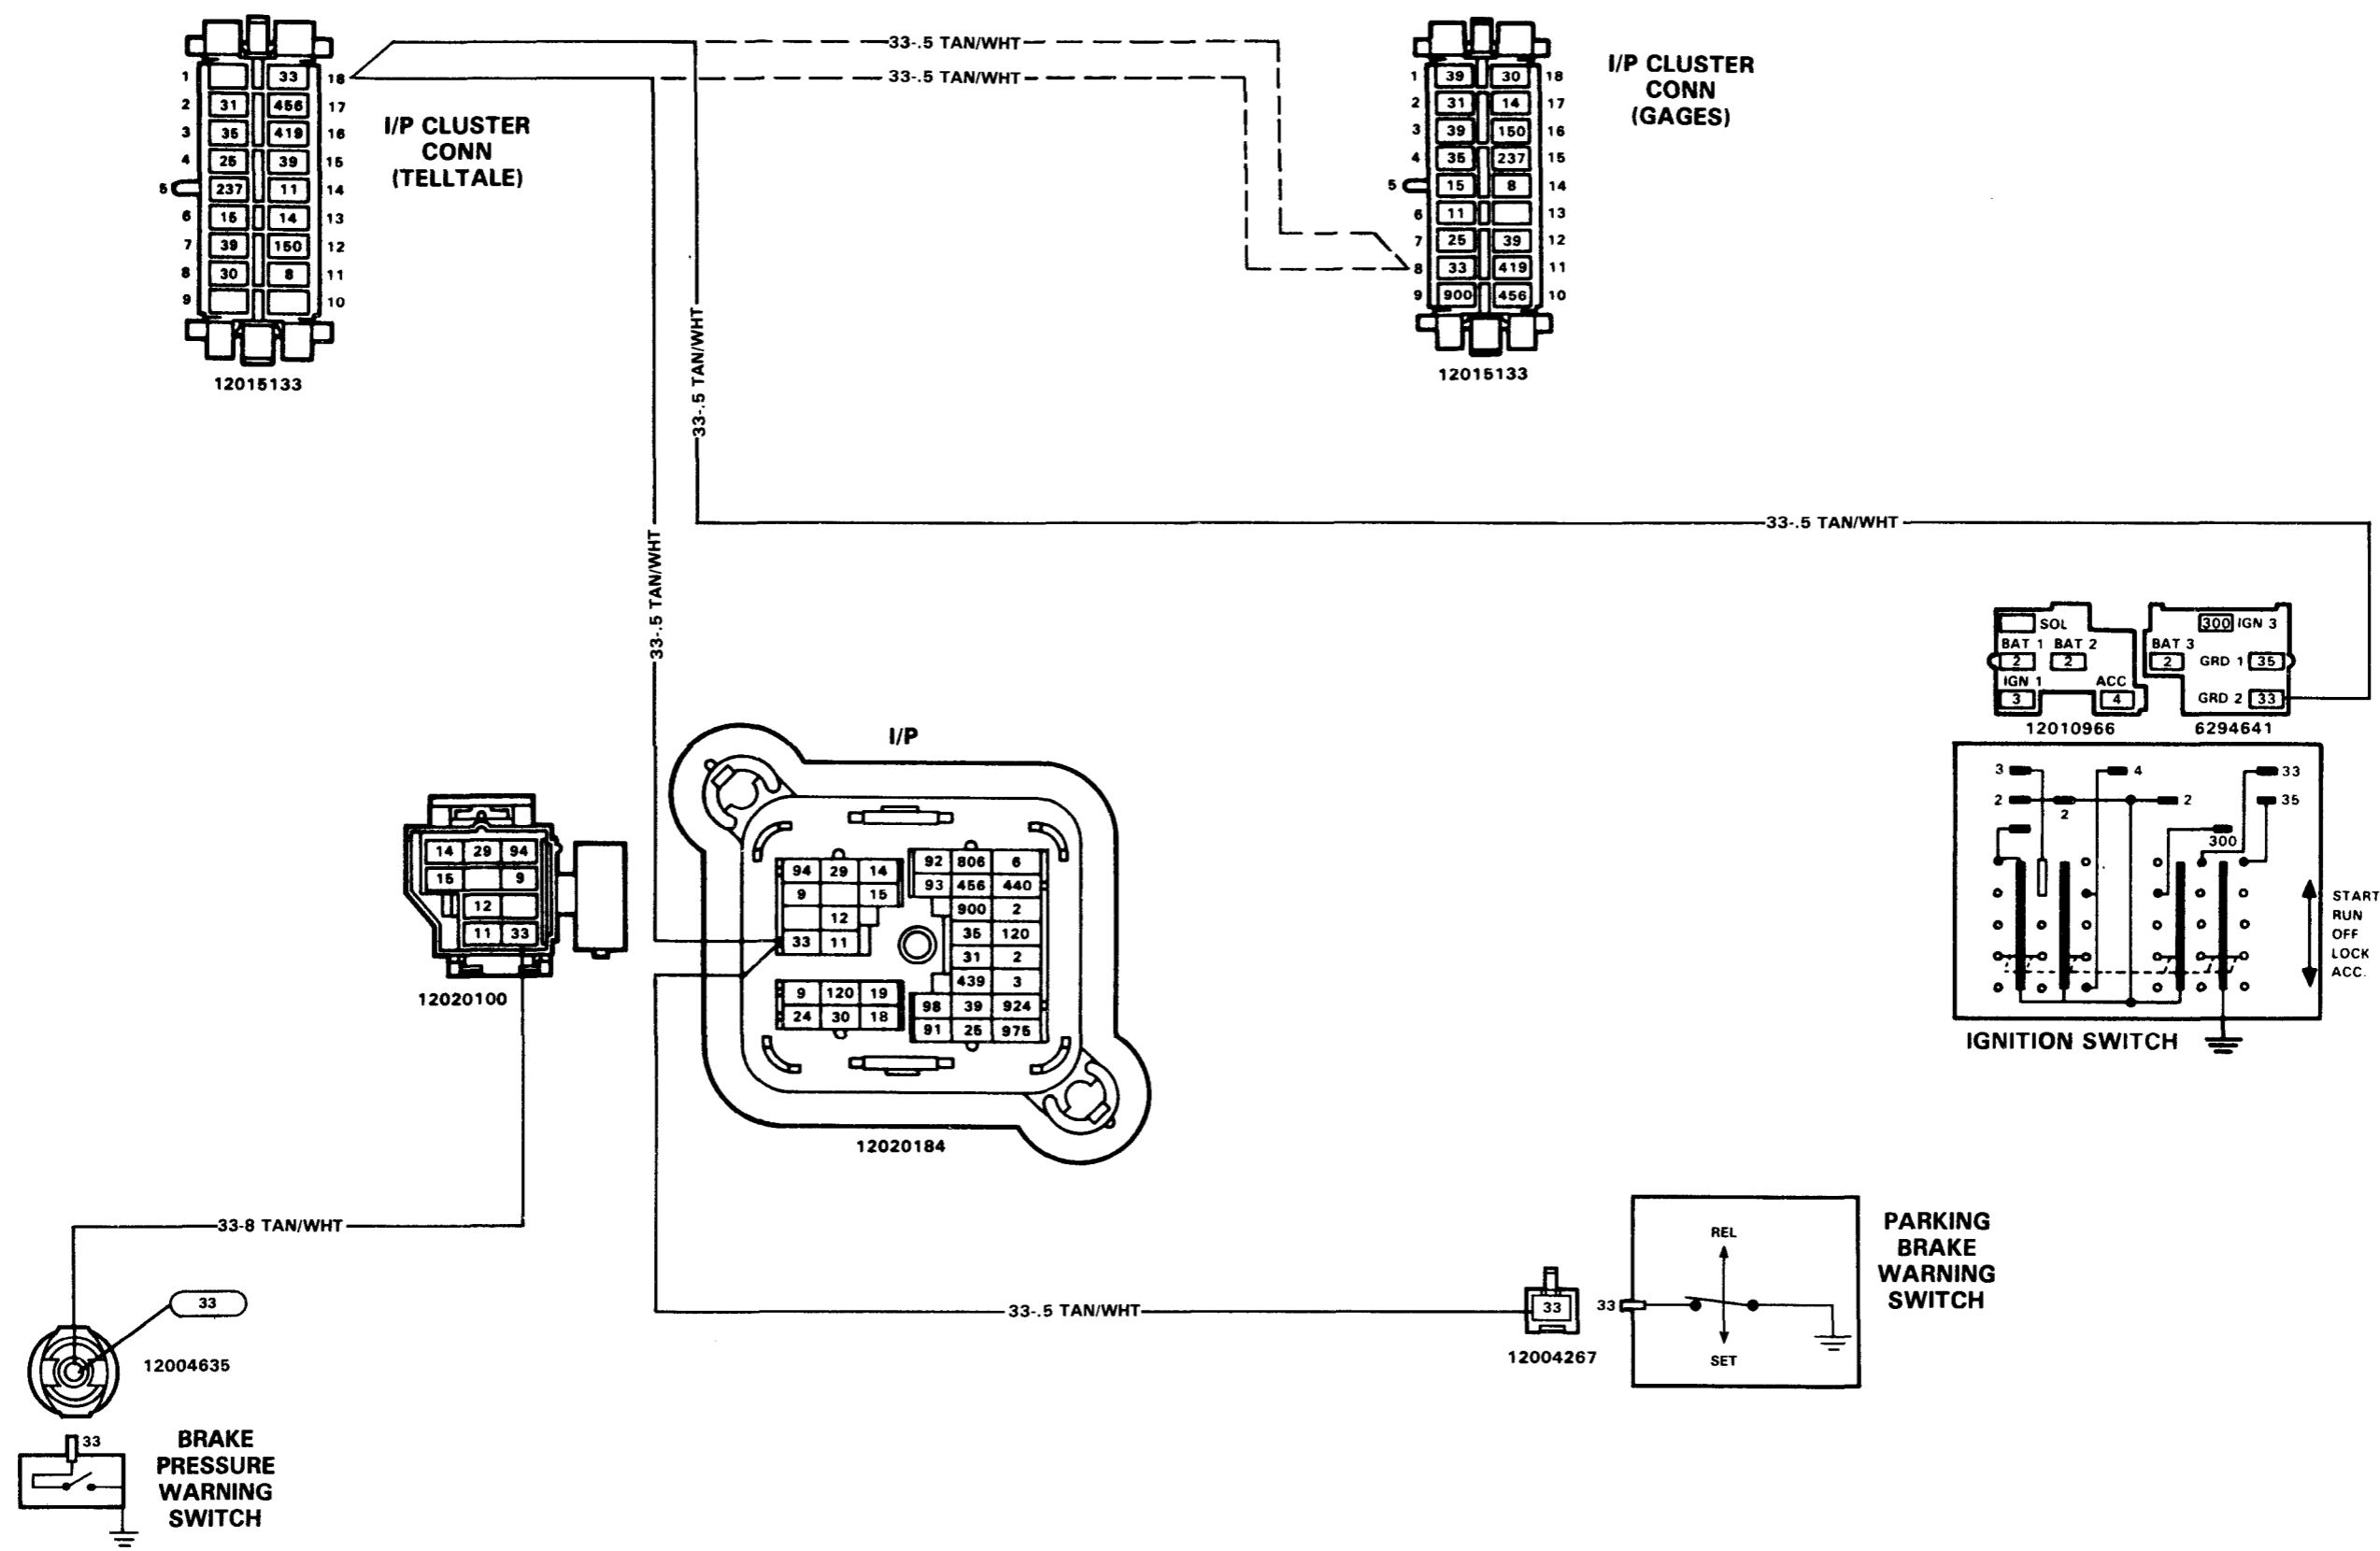 33-.5 TAN/WHT
33-.5 TAN/WHT
I/P CLUSTER
CONN
(GAGES)
1 33 18
2 31 456 17
3 35 419 16
4 25 39 15
5 237 11 14
6 15 14 13
7 39 150 12
8 30 8 11
9 10
I/P CLUSTER
CONN
(TELLTALE)
12015133
1 39 30 18
2 31 14 17
3 39 150 16
4 35 237 15
5 15 8 14
6 11 13
7 25 39 12
8 33 419 11
9 900 456 10
12015133
33-.5 TAN/WHT
33-.5 TAN/WHT
33-.5 TAN/WHT
SOL
BAT 1 BAT 2
2 2
IGN 1 ACC
3 4
12010966
300 IGN 3
BAT 3
2 GRD 1 35
GRD 2 33
6294641
3 4 33
2 2 2 35
300
START
RUN
OFF
LOCK
ACC.
IGNITION SWITCH
I/P
14 29 94
15 9
12
11 33
12020100
94 29 14
9 15
12
33 11
9 120 19
24 30 18
92 806 6
93 456 440
900 2
35 120
31 2
439 3
98 39 924
91 25 975
12020184
33-8 TAN/WHT
33
12004635
33
BRAKE
PRESSURE
WARNING
SWITCH
33-.5 TAN/WHT
33
12004267
33
REL
SET
PARKING
BRAKE
WARNING
SWITCH